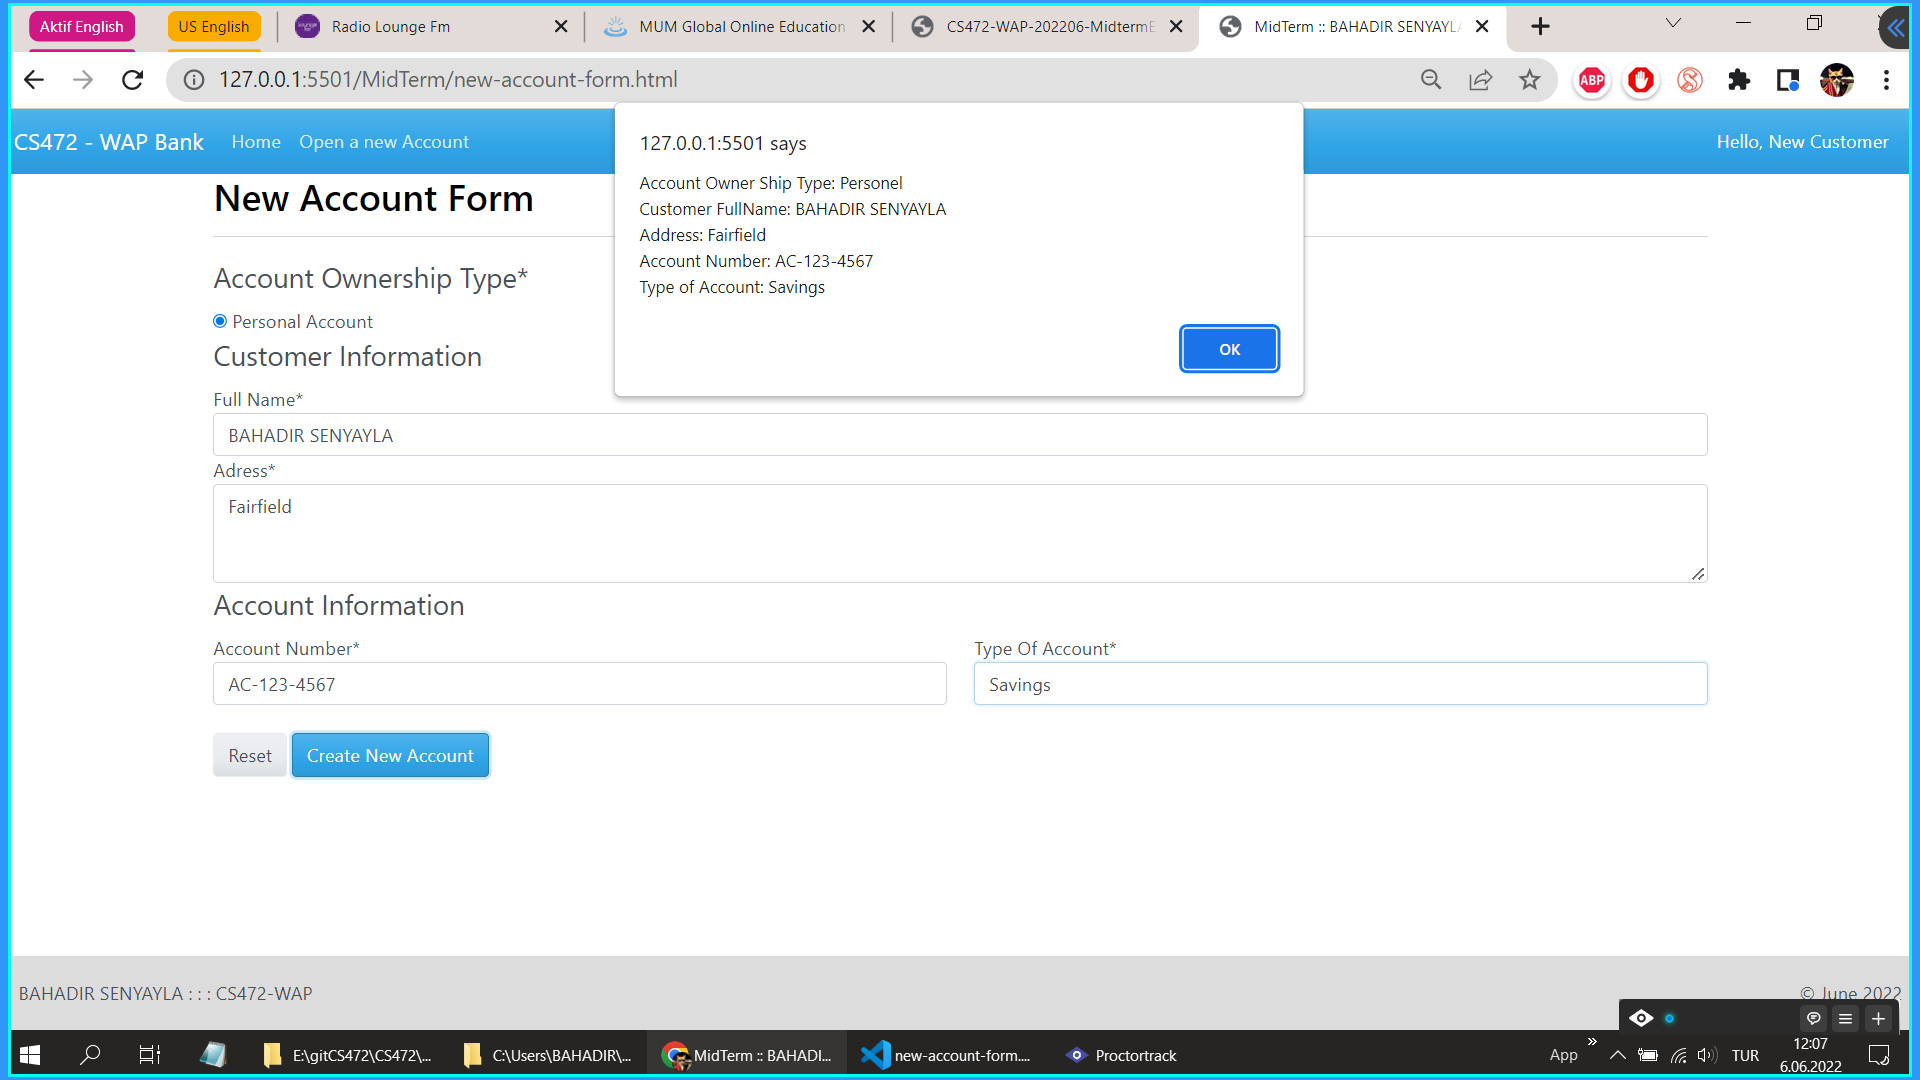 Aktif English
US English
Radio Lounge Fm
MUM Global Online Education
CS472-WAP-202206-MidtermE
MidTerm :: BAHADIR SENYAYLA
127.0.0.1:5501/MidTerm/new-account-form.html
ABP
CS472 - WAP Bank
Home
Open a new Account
Hello, New Customer
127.0.0.1:5501 says
Account Owner Ship Type: Personel
Customer FullName: BAHADIR SENYAYLA
Address: Fairfield
Account Number: AC-123-4567
Type of Account: Savings
OK
New Account Form
Account Ownership Type*
Personal Account
Customer Information
Full Name*
BAHADIR SENYAYLA
Adress*
Fairfield
Account Information
Account Number*
Type Of Account*
AC-123-4567
Savings
Reset
Create New Account
BAHADIR SENYAYLA : : : CS472-WAP
© June 2022
E:\gitCS472\CS472\...
C:\Users\BAHADIR\...
MidTerm :: BAHADI...
new-account-form....
Proctortrack
App
TUR
12:07
6.06.2022